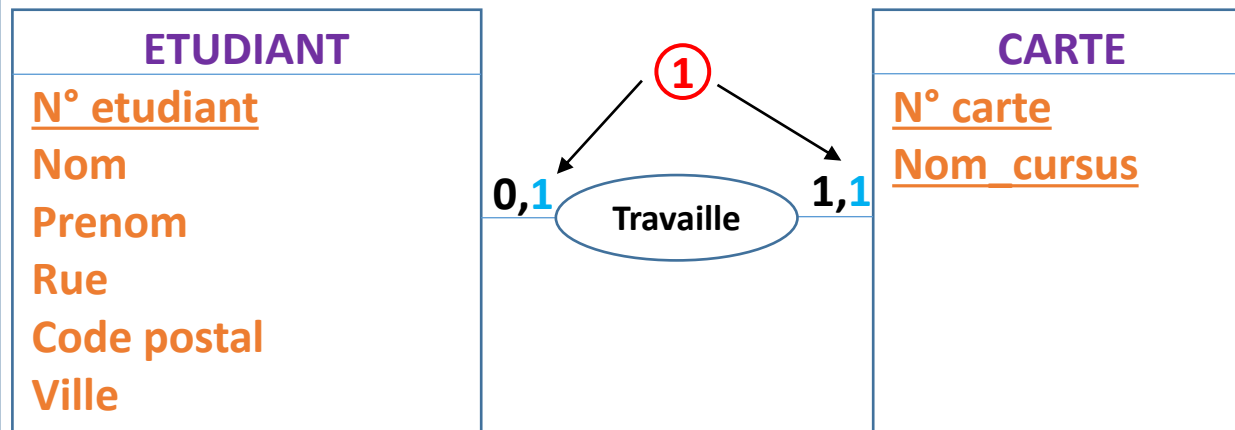 ETUDIANT
N° etudiant
Nom
Prenom
Rue
Code postal
Ville
1
0,1
Travaille
1,1
CARTE
N° carte
Nom_cursus